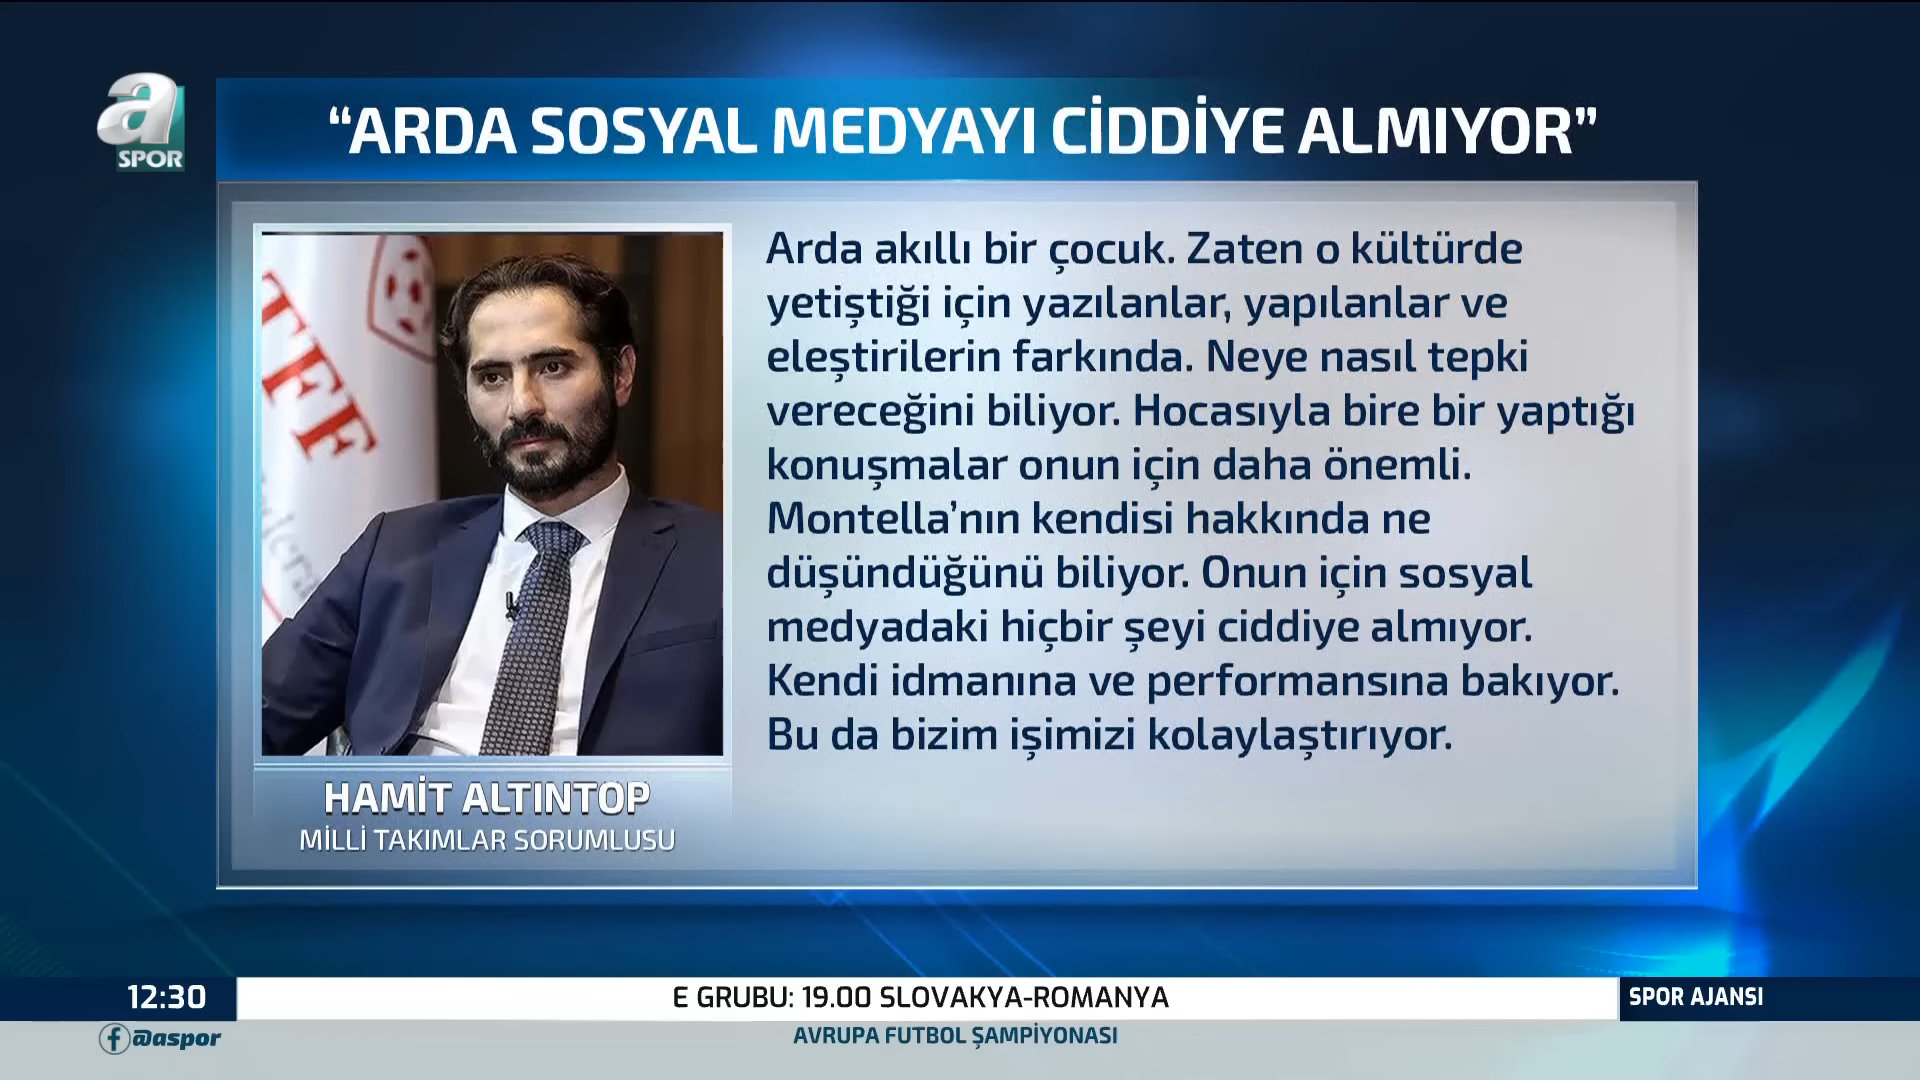 a
SPOR
“ARDA SOSYAL MEDYAYI CİDDİYE ALMIYOR”
TFF
Arda akıllı bir çocuk. Zaten o kültürde
yetiştiği için yazılanlar, yapılanlar ve
eleştirilerin farkında. Neye nasıl tepki
vereceğini biliyor. Hocasıyla bire bir yaptığı
konuşmalar onun için daha önemli.
Montella’nın kendisi hakkında ne
düşündüğünü biliyor. Onun için sosyal
medyadaki hiçbir şeyi ciddiye almıyor.
Kendi idmanına ve performansına bakıyor.
Bu da bizim işimizi kolaylaştırıyor.
HAMİT ALTINTOP
MİLLİ TAKIMLAR SORUMLUSU
12:30
E GRUBU: 19.00 SLOVAKYA-ROMANYA
SPOR AJANSI
f @aspor
AVRUPA FUTBOL ŞAMPİYONASI